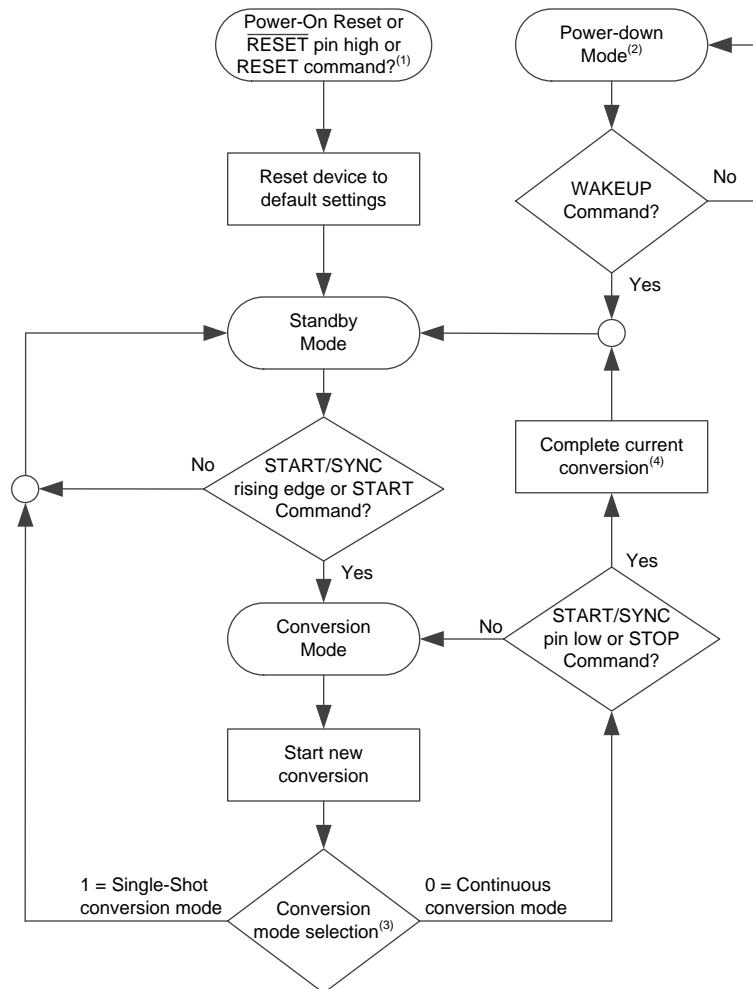 Power-On Reset or
RESET pin high or
RESET command?(1)
Power-down
Mode(2)
Reset device to
default settings
WAKEUP
Command?
No
Yes
Standby
Mode
Complete current
conversion(4)
No
START/SYNC
rising edge or START
Command?
Yes
Yes
Conversion
Mode
No
START/SYNC
pin low or STOP
Command?
Start new
conversion
1 = Single-Shot
conversion mode
0 = Continuous
conversion mode
Conversion
mode selection(3)